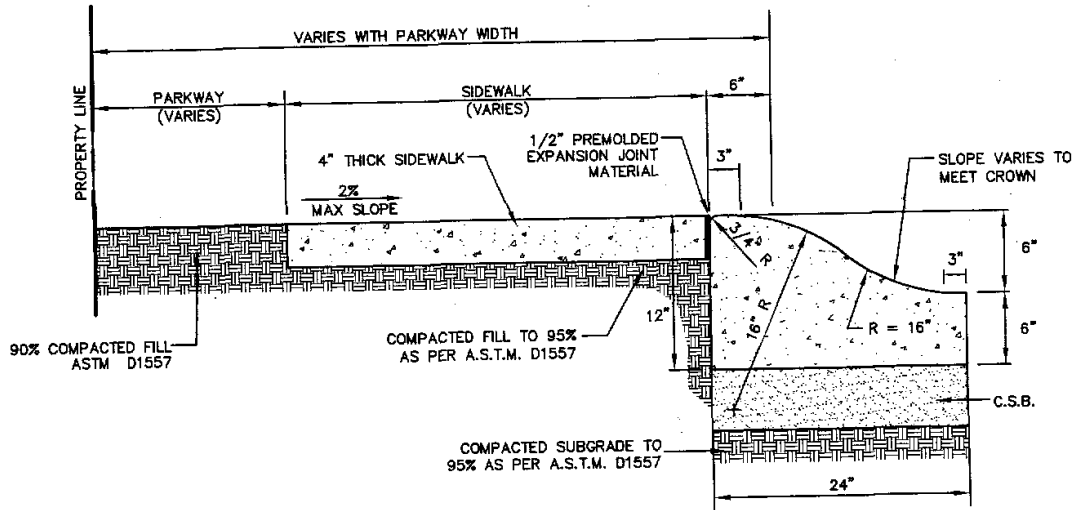 VARIES WITH PARKWAY WIDTH
PROPERTY LINE
PARKWAY
(VARIES)
SIDEWALK
(VARIES)
6"
1/2" PREMOLDED
EXPANSION JOINT
MATERIAL
3"
4" THICK SIDEWALK
SLOPE VARIES TO
MEET CROWN
2%
MAX SLOPE
3/4" R
6"
3"
12"
16" R
R = 16"
6"
90% COMPACTED FILL
ASTM D1557
COMPACTED FILL TO 95%
AS PER A.S.T.M. D1557
C.S.B.
COMPACTED SUBGRADE TO
95% AS PER A.S.T.M. D1557
24"